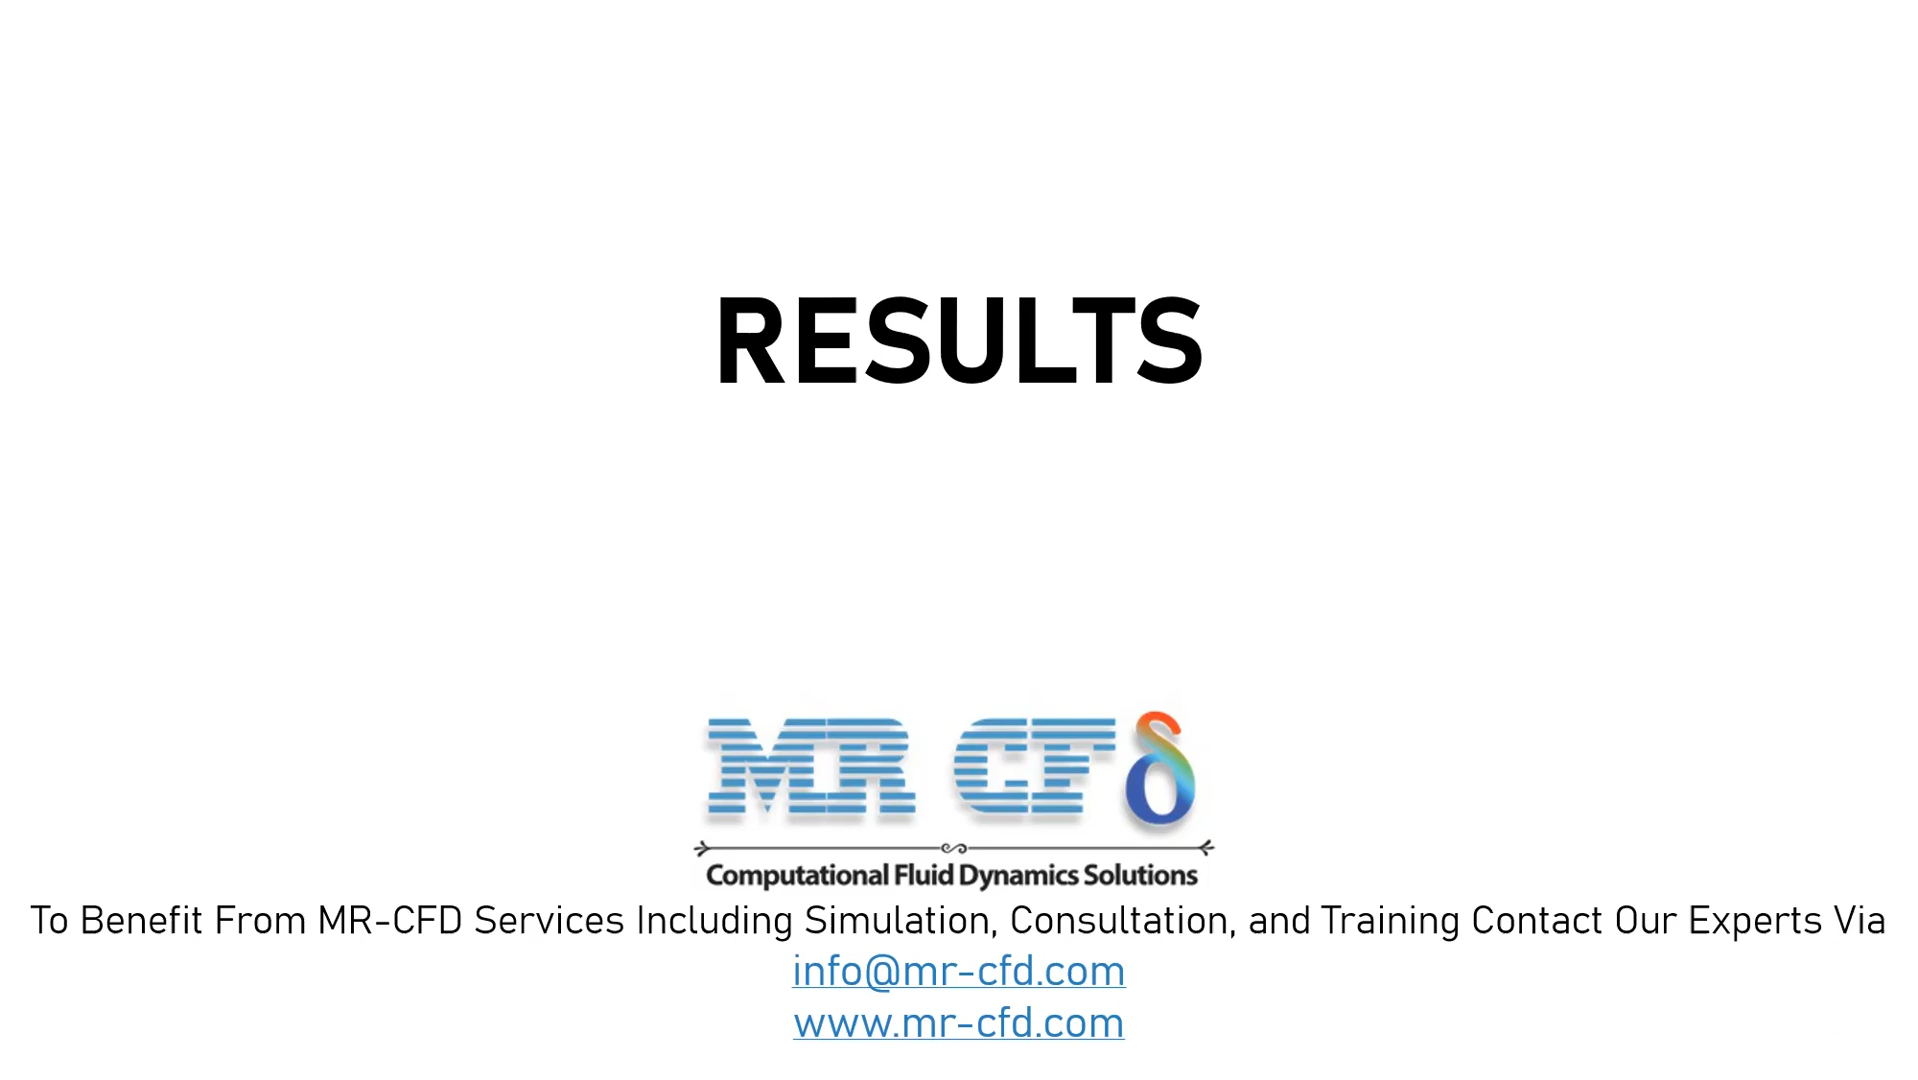 RESULTS
MR CFδ
Computational Fluid Dynamics Solutions
To Benefit From MR-CFD Services Including Simulation, Consultation, and Training Contact Our Experts Via
info@mr-cfd.com
www.mr-cfd.com